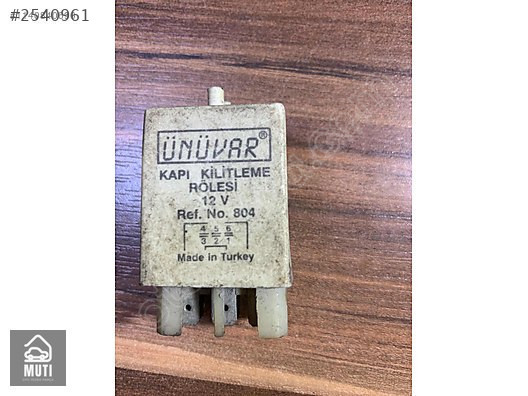 #2540961
ÜNÜVAR®
KAPI KİLİTLEME
RÖLESİ
12 V
Ref. No. 804
4 5 6
3 2 1
Made in Turkey
MUTI